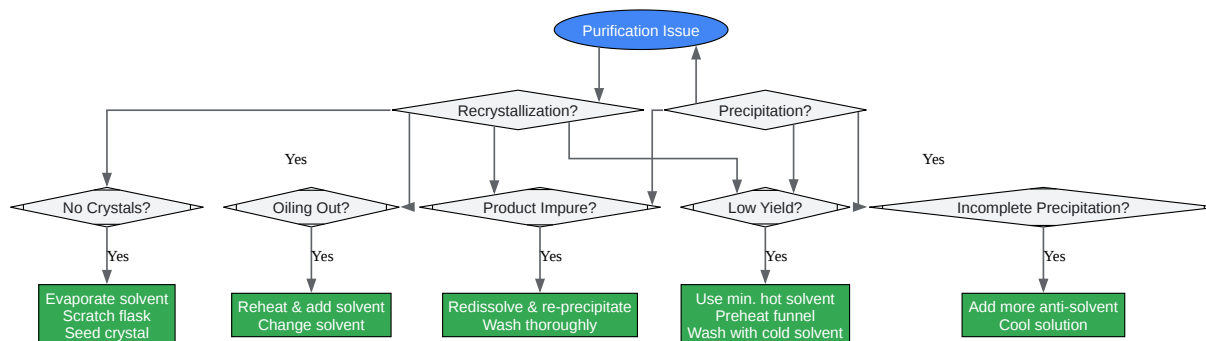 Purification Issue
Recrystallization?
Precipitation?
Yes
Yes
No Crystals?
Oiling Out?
Product Impure?
Low Yield?
Incomplete Precipitation?
Yes
Yes
Yes
Yes
Yes
Evaporate solvent
Scratch flask
Seed crystal
Reheat & add solvent
Change solvent
Redissolve & re-precipitate
Wash thoroughly
Use min. hot solvent
Preheat funnel
Wash with cold solvent
Add more anti-solvent
Cool solution